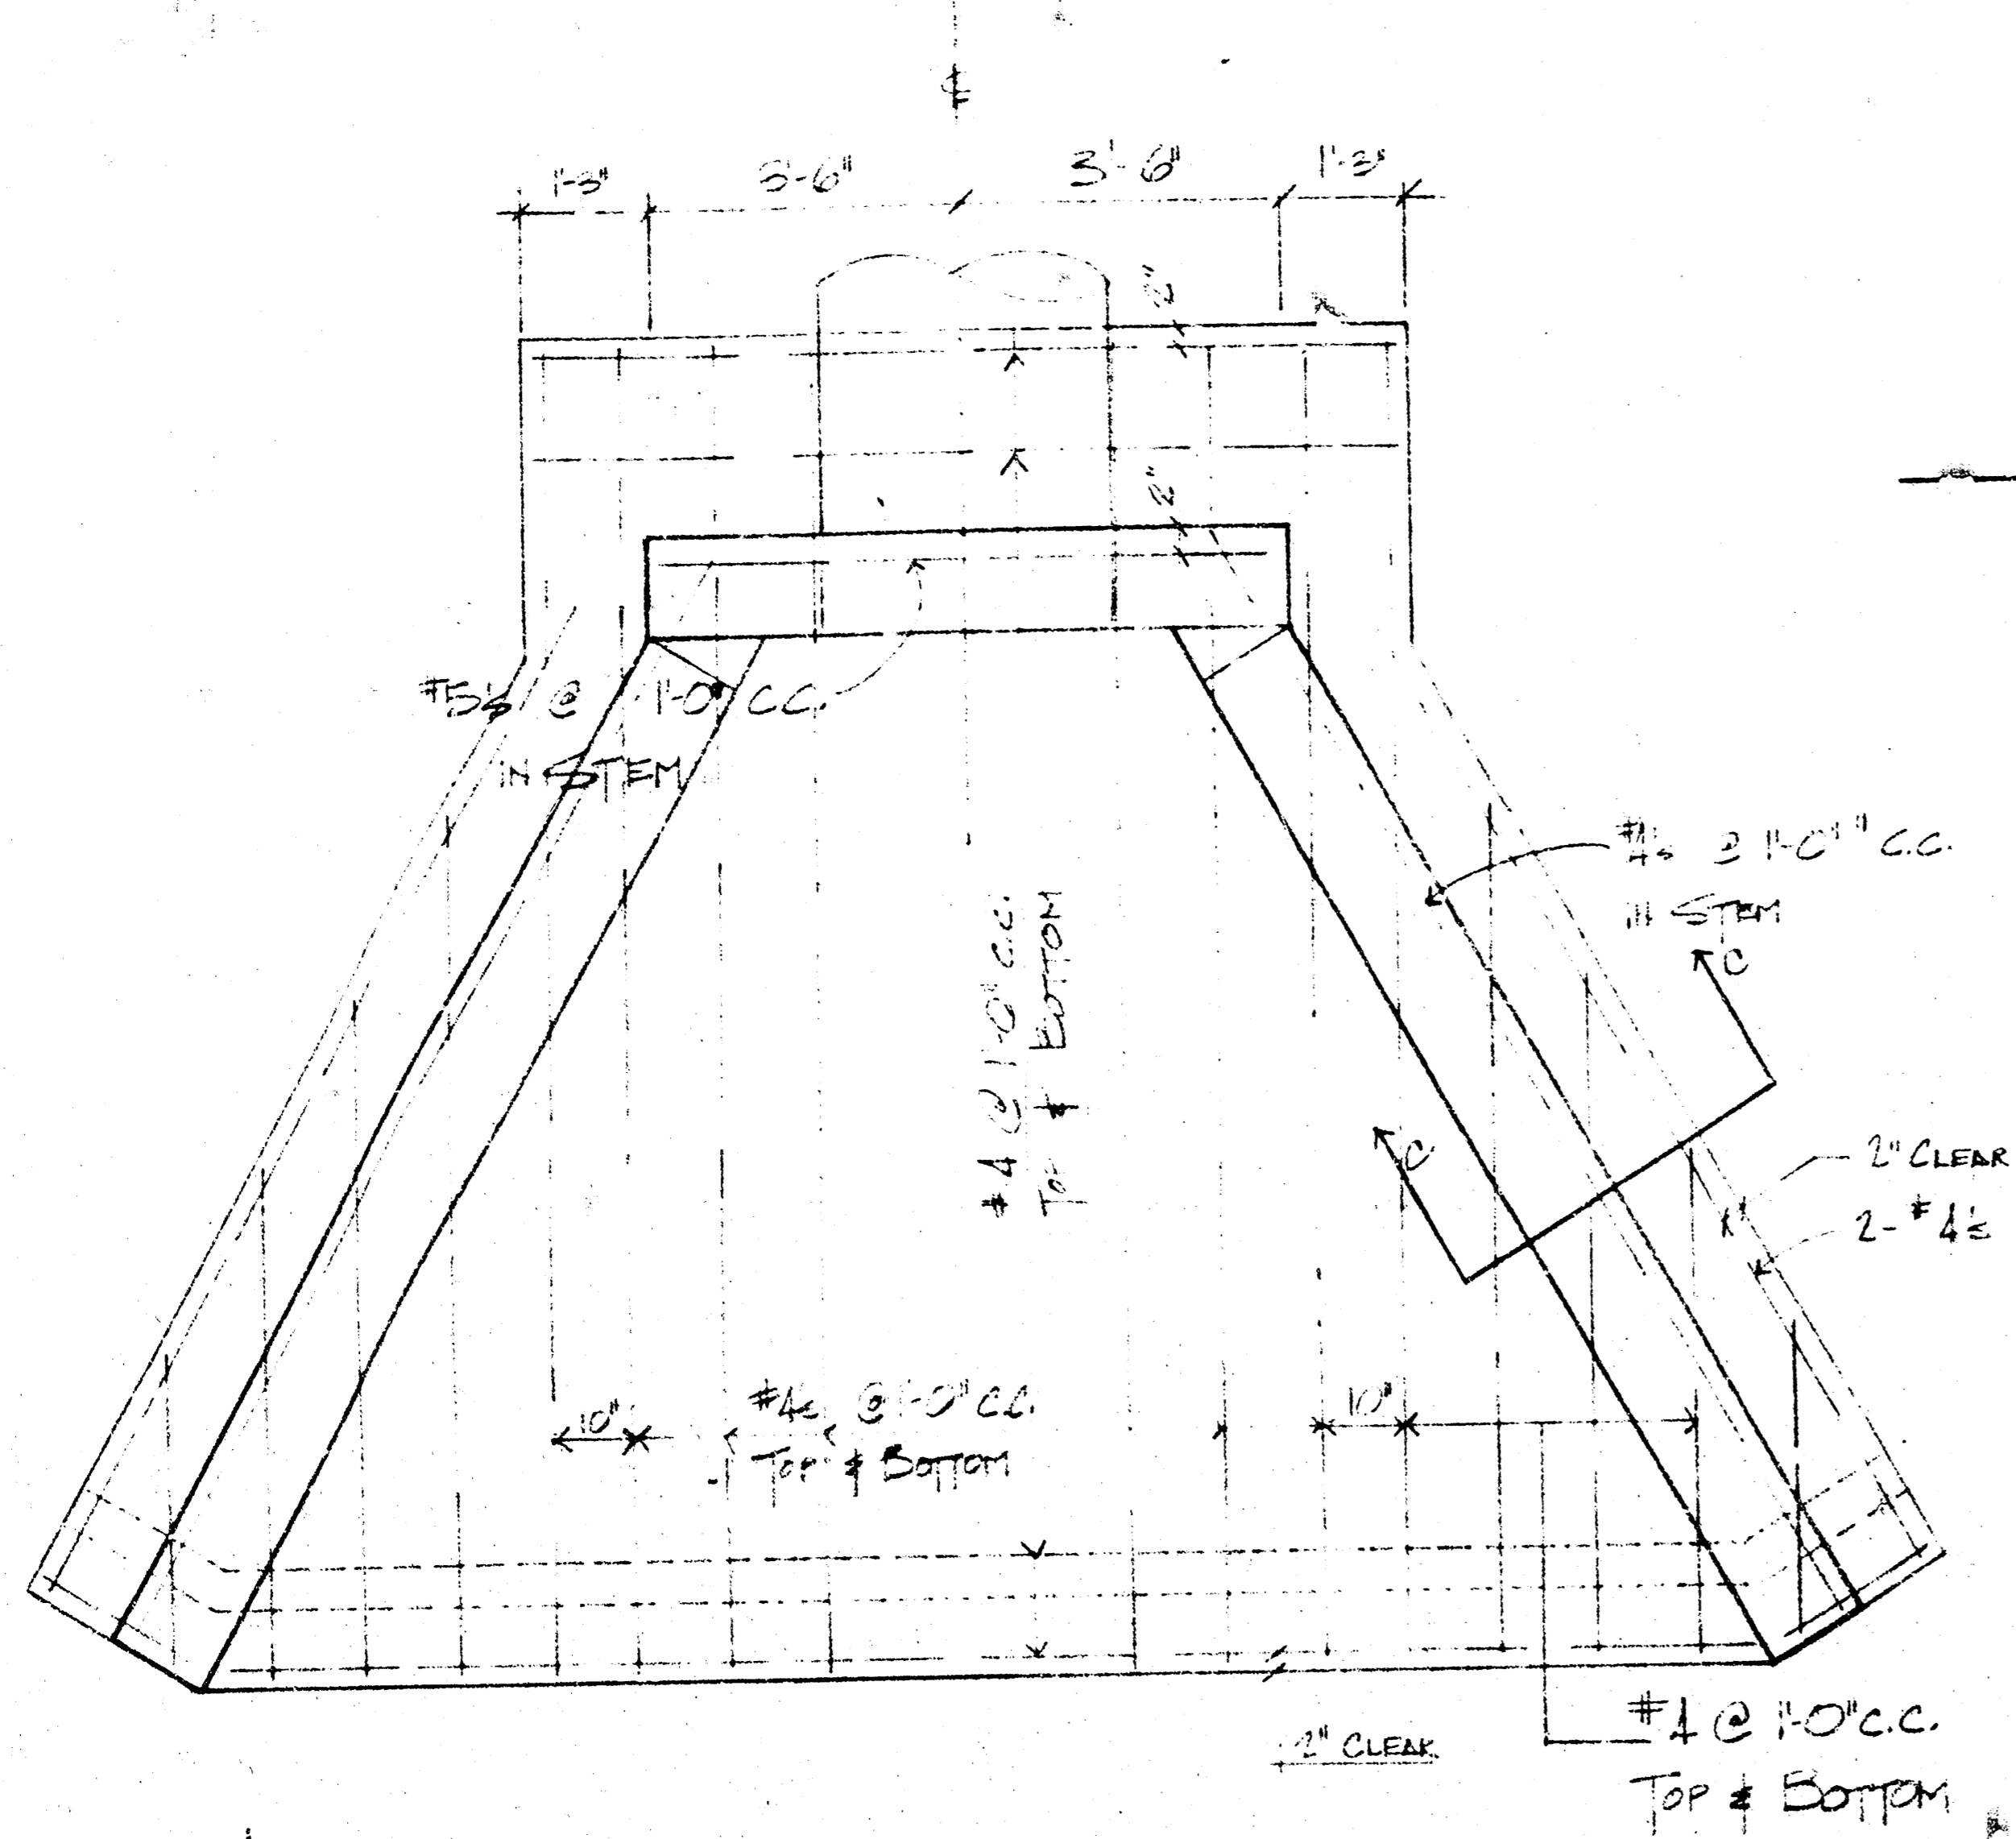 ℄
1'-3" 3'-6" 3'-6" 1'-3"
2"
2"
#5's @ 1'-0" C.C.
IN STEM
#4's @ 1'-0" C.C.
IN STEM
C
C
#4 @ 1'-0" C.C.
TOP & BOTTOM
2" CLEAR
2-#4's
10" #4's @ 1'-0" C.C. 10"
TOP & BOTTOM
2" CLEAR
#4 @ 1'-0" C.C.
TOP & BOTTOM